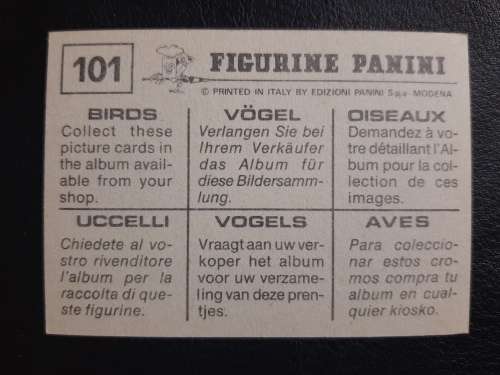 101
FIGURINE PANINI
© PRINTED IN ITALY BY EDIZIONI PANINI S.p.A. - MODENA
BIRDS
Collect these
picture cards in
the album avail-
able from your
shop.
VÖGEL
Verlangen Sie bei
Ihrem Verkäufer
das Album für
diese Bildersamm-
lung.
OISEAUX
Demandez à vo-
tre détaillant l'Al-
bum pour la col-
lection de ces
images.
UCCELLI
Chiedete al vo-
stro rivenditore
l'album per la
raccolta di que-
ste figurine.
VOGELS
Vraagt aan uw ver-
koper het album
voor uw verzame-
ling van deze pren-
tjes.
AVES
Para coleccio-
nar estos cro-
mos compra tu
album en cual-
quier kiosko.